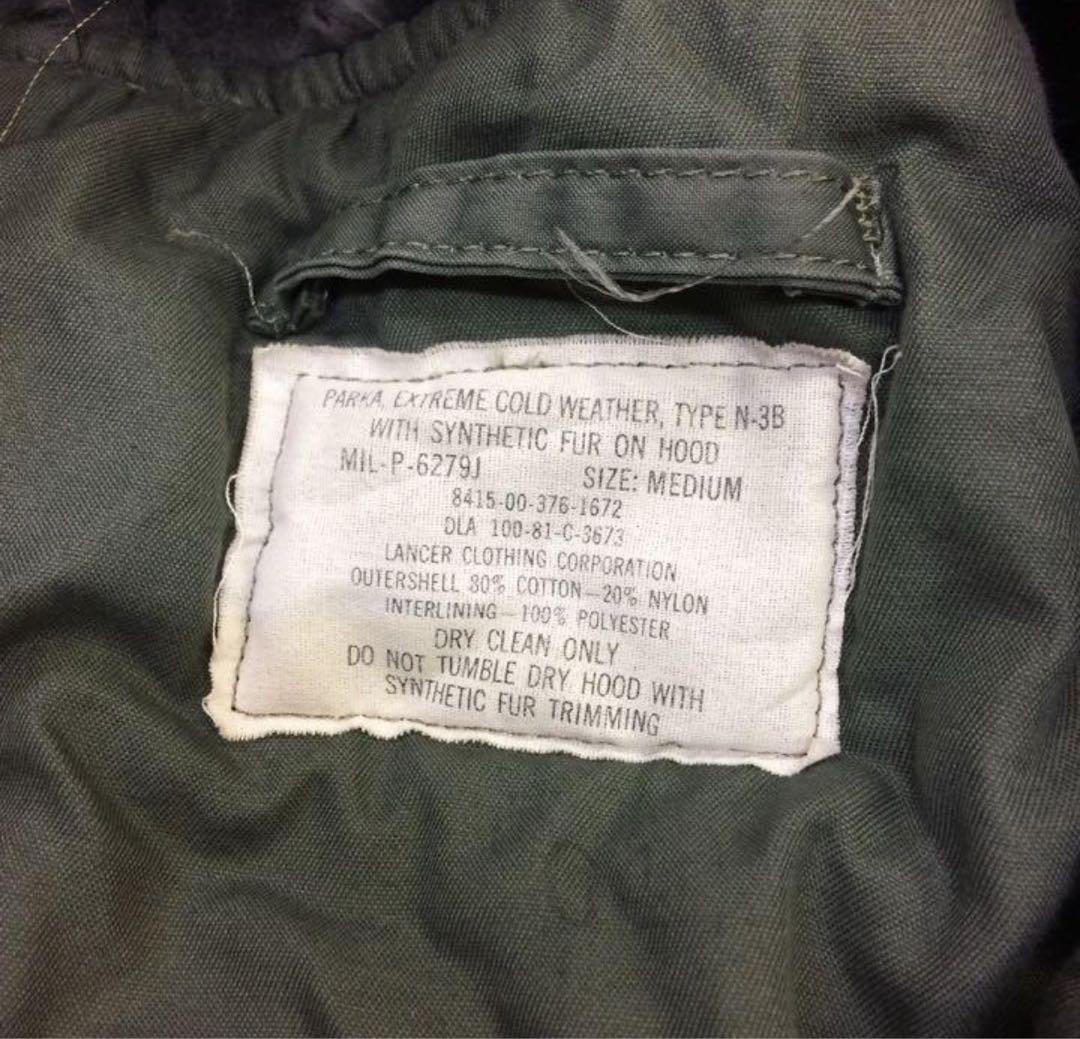 PARKA, EXTREME COLD WEATHER, TYPE N-3B
WITH SYNTHETIC FUR ON HOOD
MIL-P-6279J SIZE: MEDIUM
8415-00-376-1672
DLA 100-81-C-3673
LANCER CLOTHING CORPORATION
OUTERSHELL 80% COTTON—20% NYLON
INTERLINING—100% POLYESTER
DRY CLEAN ONLY
DO NOT TUMBLE DRY HOOD WITH
SYNTHETIC FUR TRIMMING